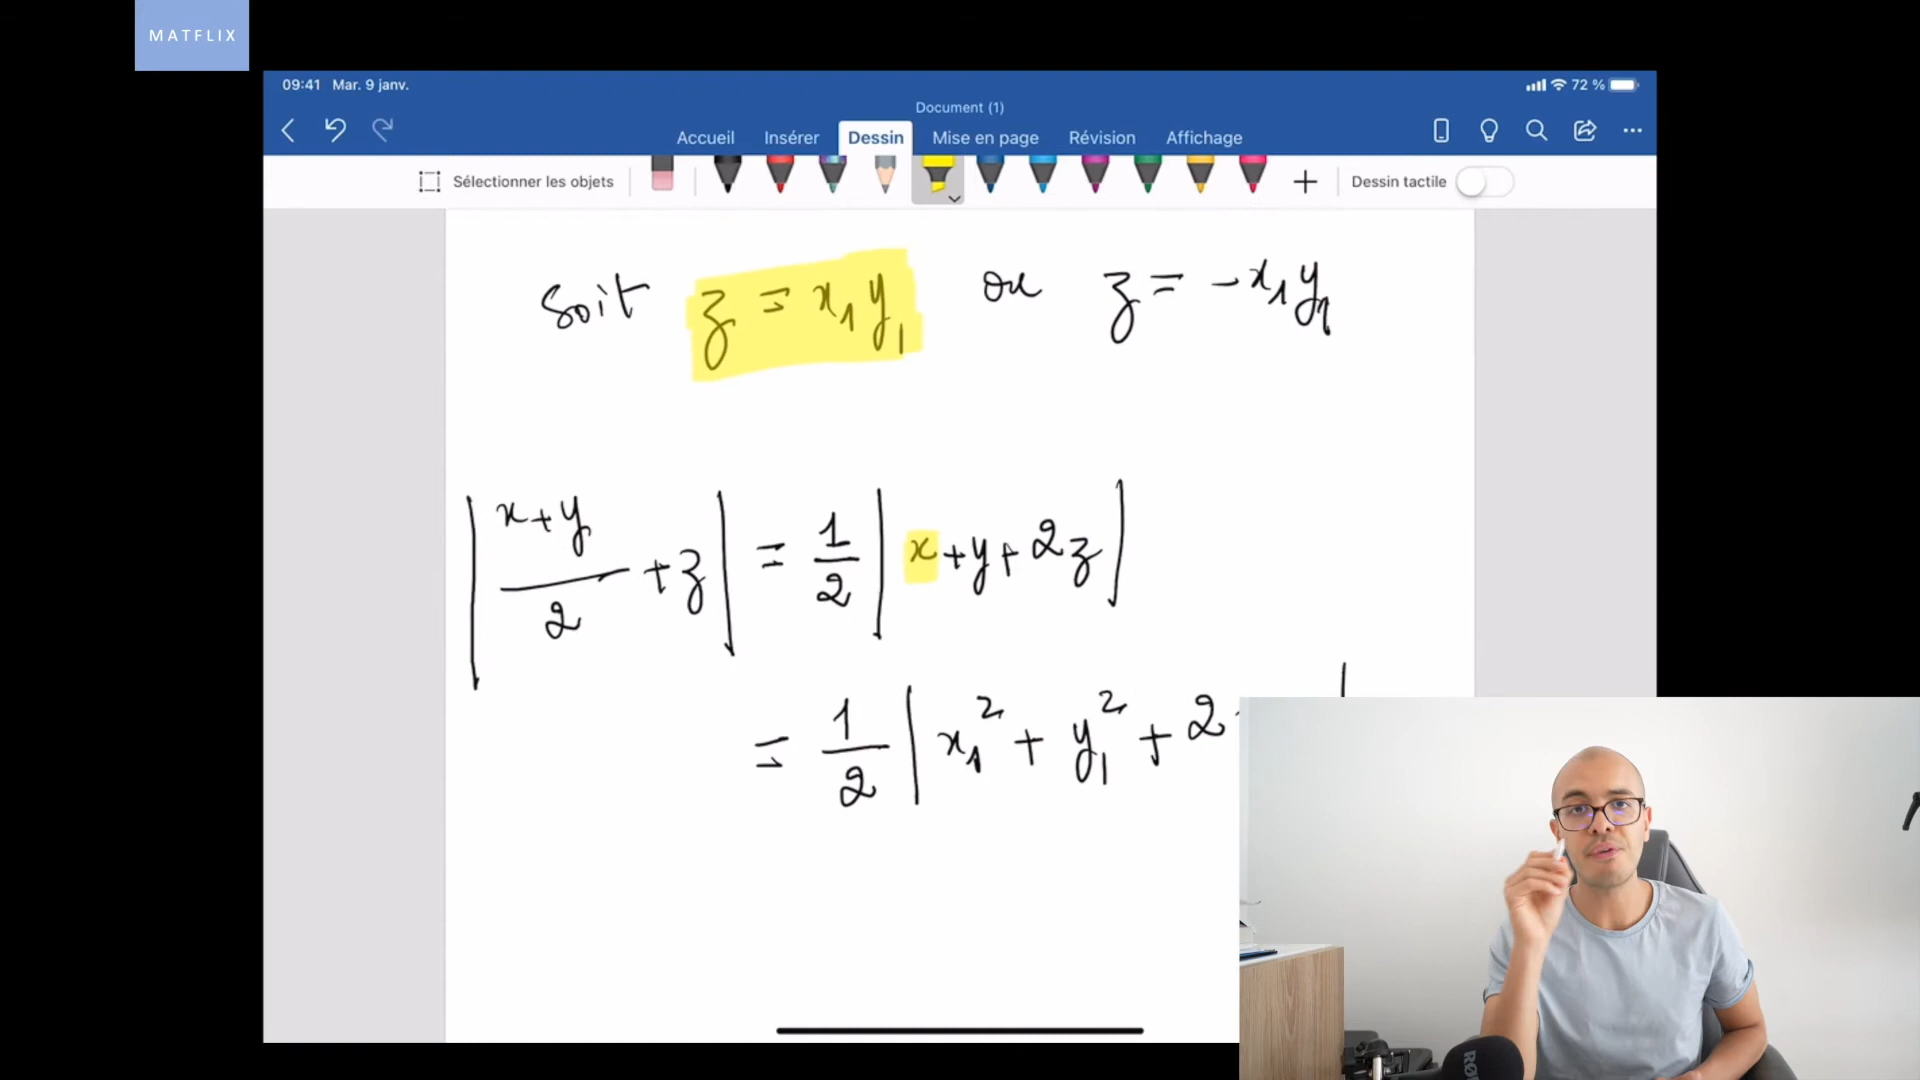 MATFLIX
09:41 Mar. 9 janv.
72 %
Document (1)
Accueil Insérer Dessin Mise en page Révision Affichage
Sélectionner les objets
Dessin tactile
Soit z = x₁y₁ ou z = -x₁y₁
|(x+y)/2 + z| = 1/2 |x+y+2z|
= 1/2 |x₁² + y₁² + 2
RØ